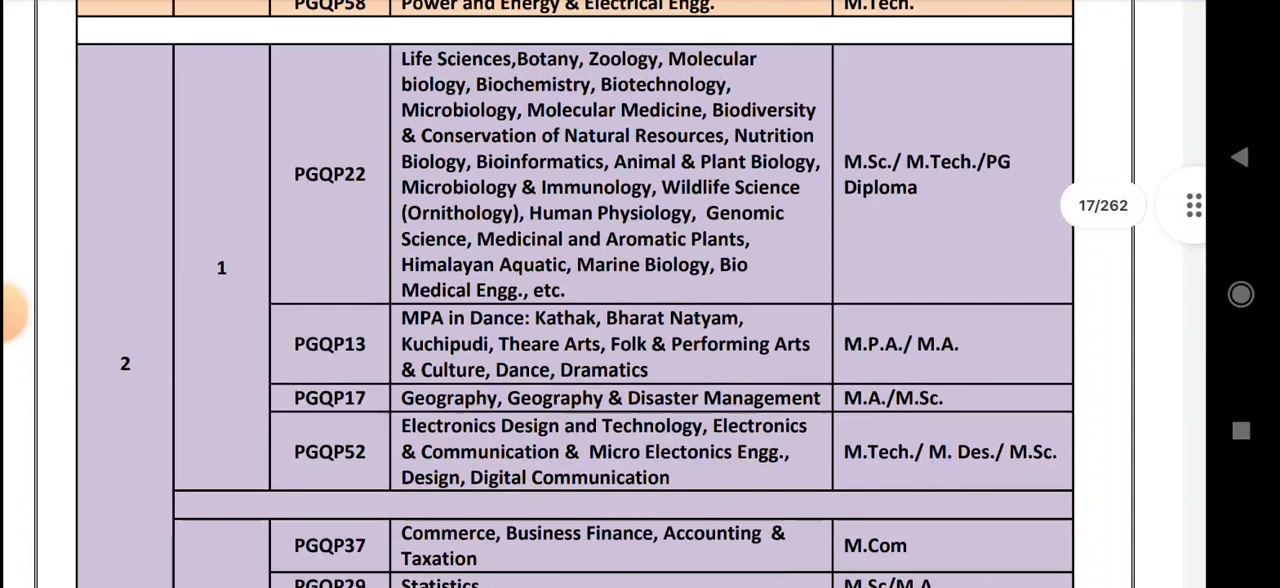 PGQP58 Power and Energy & Electrical Engg. M.Tech.
Life Sciences,Botany, Zoology, Molecular
biology, Biochemistry, Biotechnology,
Microbiology, Molecular Medicine, Biodiversity
& Conservation of Natural Resources, Nutrition
Biology, Bioinformatics, Animal & Plant Biology,
Microbiology & Immunology, Wildlife Science
(Ornithology), Human Physiology, Genomic
Science, Medicinal and Aromatic Plants,
Himalayan Aquatic, Marine Biology, Bio
Medical Engg., etc.
PGQP22
M.Sc./ M.Tech./PG
Diploma
17/262
1
2
MPA in Dance: Kathak, Bharat Natyam,
Kuchipudi, Theare Arts, Folk & Performing Arts
& Culture, Dance, Dramatics
PGQP13
M.P.A./ M.A.
PGQP17 Geography, Geography & Disaster Management M.A./M.Sc.
Electronics Design and Technology, Electronics
& Communication & Micro Electonics Engg.,
Design, Digital Communication
PGQP52
M.Tech./ M. Des./ M.Sc.
Commerce, Business Finance, Accounting &
Taxation
PGQP37
M.Com
PGQP29 Statistics M.Sc/M.A